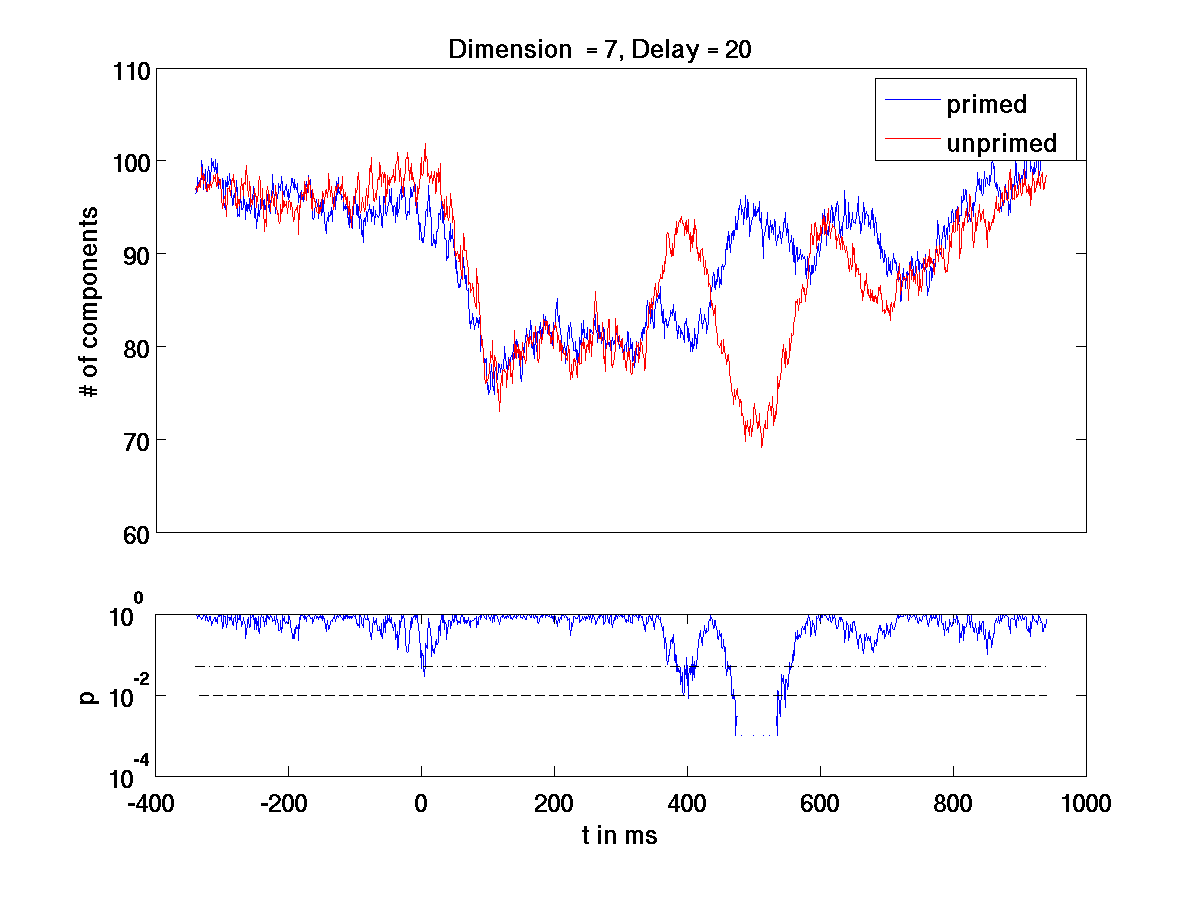 Dimension = 7, Delay = 20
110
primed
100
unprimed
90
# of components
80
70
60
10^0
10^-2
p
10^-4
-400 -200 0 200 400 600 800 1000
t in ms